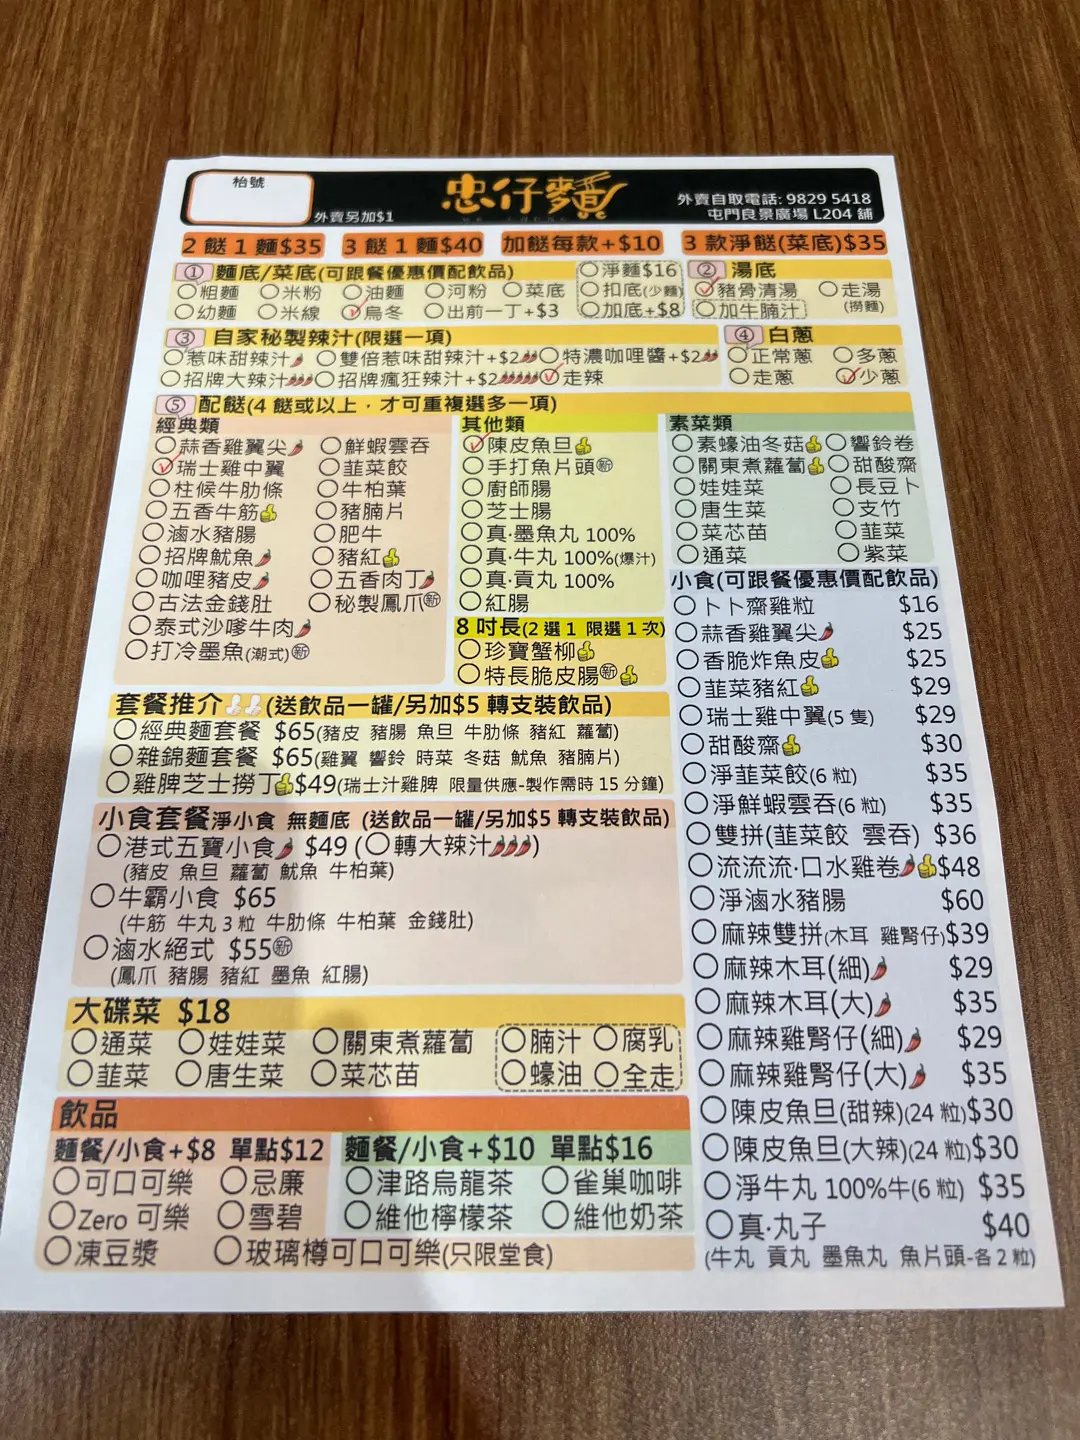 枱號
外賣另加$1
忠仔麵
外賣自取電話: 9829 5418
屯門良景廣場 L204 舖
2 餸 1 麵$35 3 餸 1 麵$40 加餸每款+$10 3 款淨餸(菜底)$35
① 麵底/菜底(可跟餐優惠價配飲品)
粗麵 米粉 油麵 河粉 菜底
幼麵 米線 烏冬 出前一丁+$3
淨麵$16
扣底(少麵)
加底+$8
② 湯底
豬骨清湯 走湯
(撈麵)
加牛腩汁
③ 自家秘製辣汁(限選一項)
惹味甜辣汁 雙倍惹味甜辣汁+$2 特濃咖哩醬+$2
招牌大辣汁 招牌瘋狂辣汁+$2 走辣
④ 白蔥
正常蔥 多蔥
走蔥 少蔥
⑤ 配餸(4 餸或以上，才可重複選多一項)
經典類
蒜香雞翼尖 鮮蝦雲吞
瑞士雞中翼 韮菜餃
柱候牛肋條 牛柏葉
五香牛筋 豬腩片
滷水豬腸 肥牛
招牌魷魚 豬紅
咖哩豬皮 五香肉丁
古法金錢肚 秘製鳳爪新
泰式沙嗲牛肉
打冷墨魚(潮式)新
其他類
陳皮魚旦
手打魚片頭新
廚師腸
芝士腸
真·墨魚丸 100%
真·牛丸 100%(爆汁)
真·貢丸 100%
紅腸
8 吋長(2 選 1 限選 1 次)
珍寶蟹柳
特長脆皮腸新
素菜類
素蠔油冬菇 響鈴卷
關東煮蘿蔔 甜酸齋
娃娃菜 長豆卜
唐生菜 支竹
菜芯苗 韮菜
通菜 紫菜
小食(可跟餐優惠價配飲品)
卜卜齋雞粒 $16
蒜香雞翼尖 $25
香脆炸魚皮 $25
韮菜豬紅 $29
瑞士雞中翼(5 隻) $29
甜酸齋 $30
淨韮菜餃(6 粒) $35
淨鮮蝦雲吞(6 粒) $35
雙拼(韮菜餃 雲吞) $36
流流流·口水雞卷 $48
淨滷水豬腸 $60
麻辣雙拼(木耳 雞腎仔)$39
麻辣木耳(細) $29
麻辣木耳(大) $35
麻辣雞腎仔(細) $29
麻辣雞腎仔(大) $35
陳皮魚旦(甜辣)(24 粒)$30
陳皮魚旦(大辣)(24 粒)$30
淨牛丸 100%牛(6 粒) $35
真·丸子 $40
(牛丸 貢丸 墨魚丸 魚片頭-各 2 粒)
套餐推介(送飲品一罐/另加$5 轉支裝飲品)
經典麵套餐 $65(豬皮 豬腸 魚旦 牛肋條 豬紅 蘿蔔)
雜錦麵套餐 $65(雞翼 響鈴 時菜 冬菇 魷魚 豬腩片)
雞脾芝士撈丁$49(瑞士汁雞脾 限量供應-製作需時 15 分鐘)
小食套餐淨小食 無麵底 (送飲品一罐/另加$5 轉支裝飲品)
港式五寶小食 $49 (轉大辣汁)
(豬皮 魚旦 蘿蔔 魷魚 牛柏葉)
牛霸小食 $65
(牛筋 牛丸 3 粒 牛肋條 牛柏葉 金錢肚)
滷水絕式 $55新
(鳳爪 豬腸 豬紅 墨魚 紅腸)
大碟菜 $18
通菜 娃娃菜 關東煮蘿蔔 腩汁 腐乳
韮菜 唐生菜 菜芯苗 蠔油 全走
飲品
麵餐/小食+$8 單點$12
可口可樂 忌廉
Zero 可樂 雪碧
凍豆漿 玻璃樽可口可樂(只限堂食)
麵餐/小食+$10 單點$16
津路烏龍茶 雀巢咖啡
維他檸檬茶 維他奶茶